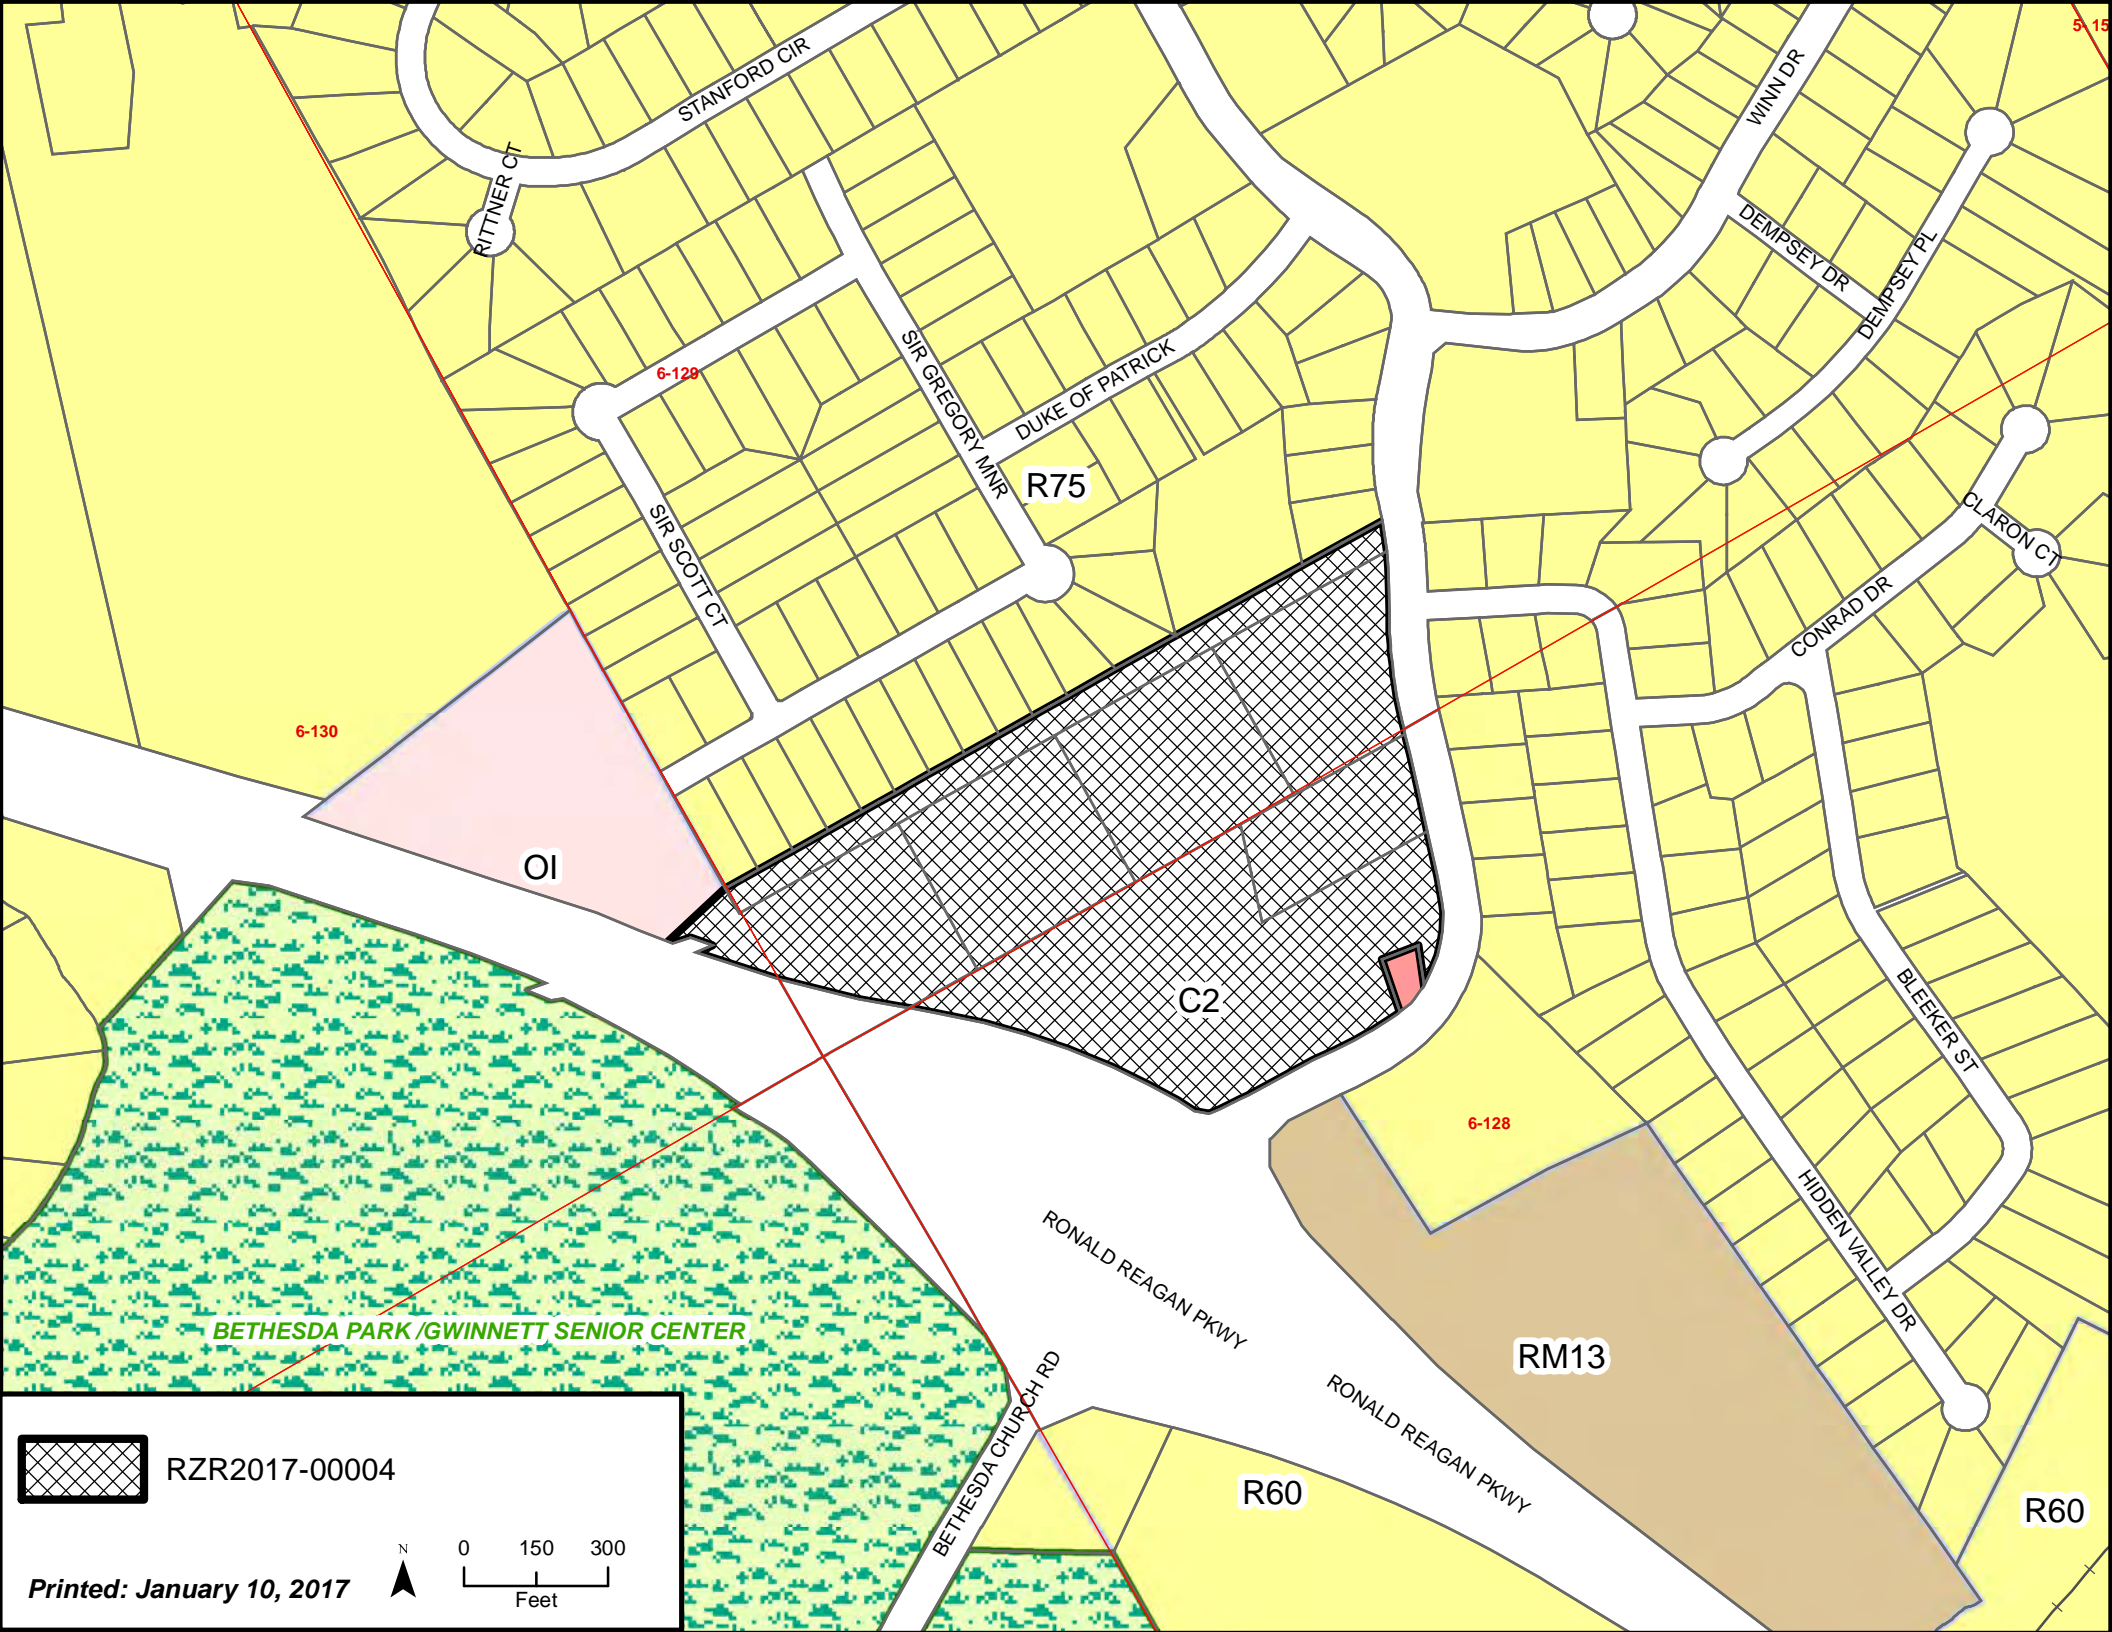 5-15
STANFORD CIR
WINN DR
RITTNER CT
DEMPSEY DR
DEMPSEY PL
6-129
SIR GREGORY MNR
DUKE OF PATRICK
R75
SIR SCOTT CT
CLARON CT
CONRAD DR
6-130
OI
C2
BLEEKER ST
6-128
HIDDEN VALLEY DR
RONALD REAGAN PKWY
BETHESDA PARK /GWINNETT SENIOR CENTER
RM13
BETHESDA CHURCH RD
RONALD REAGAN PKWY
R60
R60
RZR2017-00004
N
0 150 300
Feet
Printed: January 10, 2017